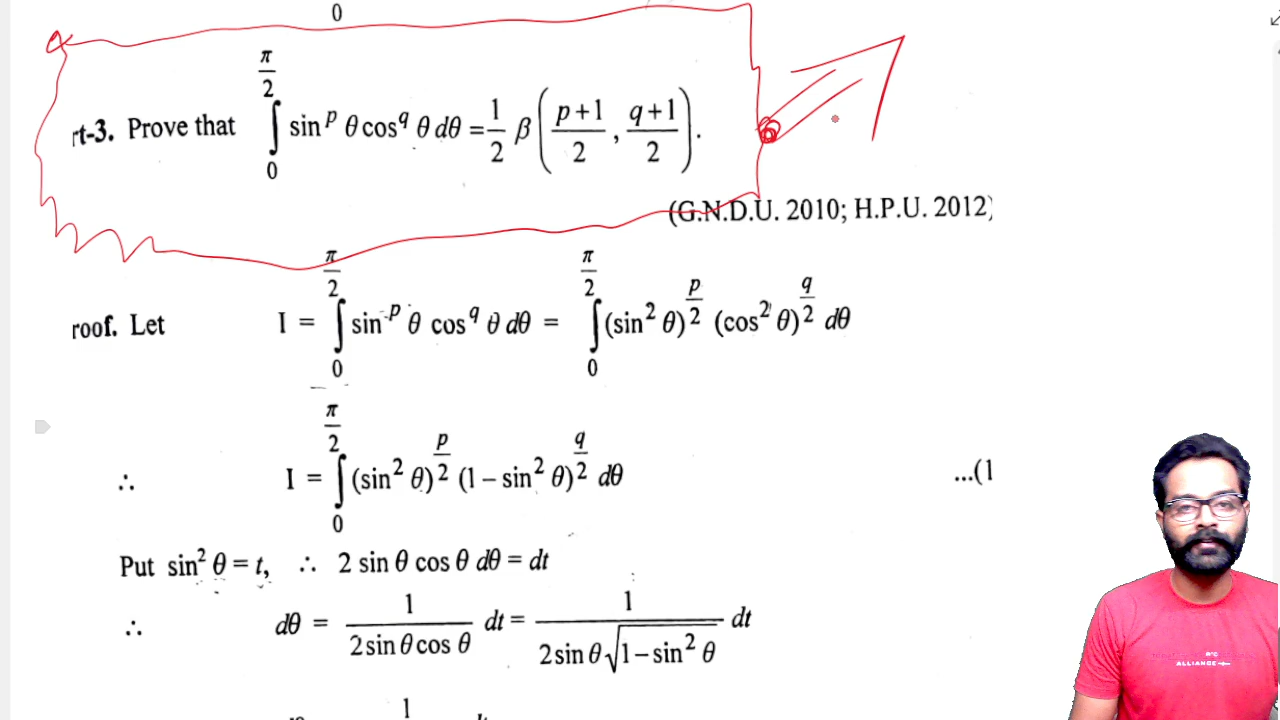 0
rt-3. Prove that ∫₀^{π/2} sin^p θ cos^q θ dθ = 1/2 β((p+1)/2, (q+1)/2).
(G.N.D.U. 2010; H.P.U. 2012)
roof. Let I = ∫₀^{π/2} sin^p θ cos^q θ dθ = ∫₀^{π/2} (sin² θ)^{p/2} (cos² θ)^{q/2} dθ
∴ I = ∫₀^{π/2} (sin² θ)^{p/2} (1 – sin² θ)^{q/2} dθ ...(1
Put sin² θ = t, ∴ 2 sin θ cos θ dθ = dt
∴ dθ = 1/(2 sin θ cos θ) dt = 1/(2 sin θ √(1 – sin² θ)) dt
1
ALLIANCE